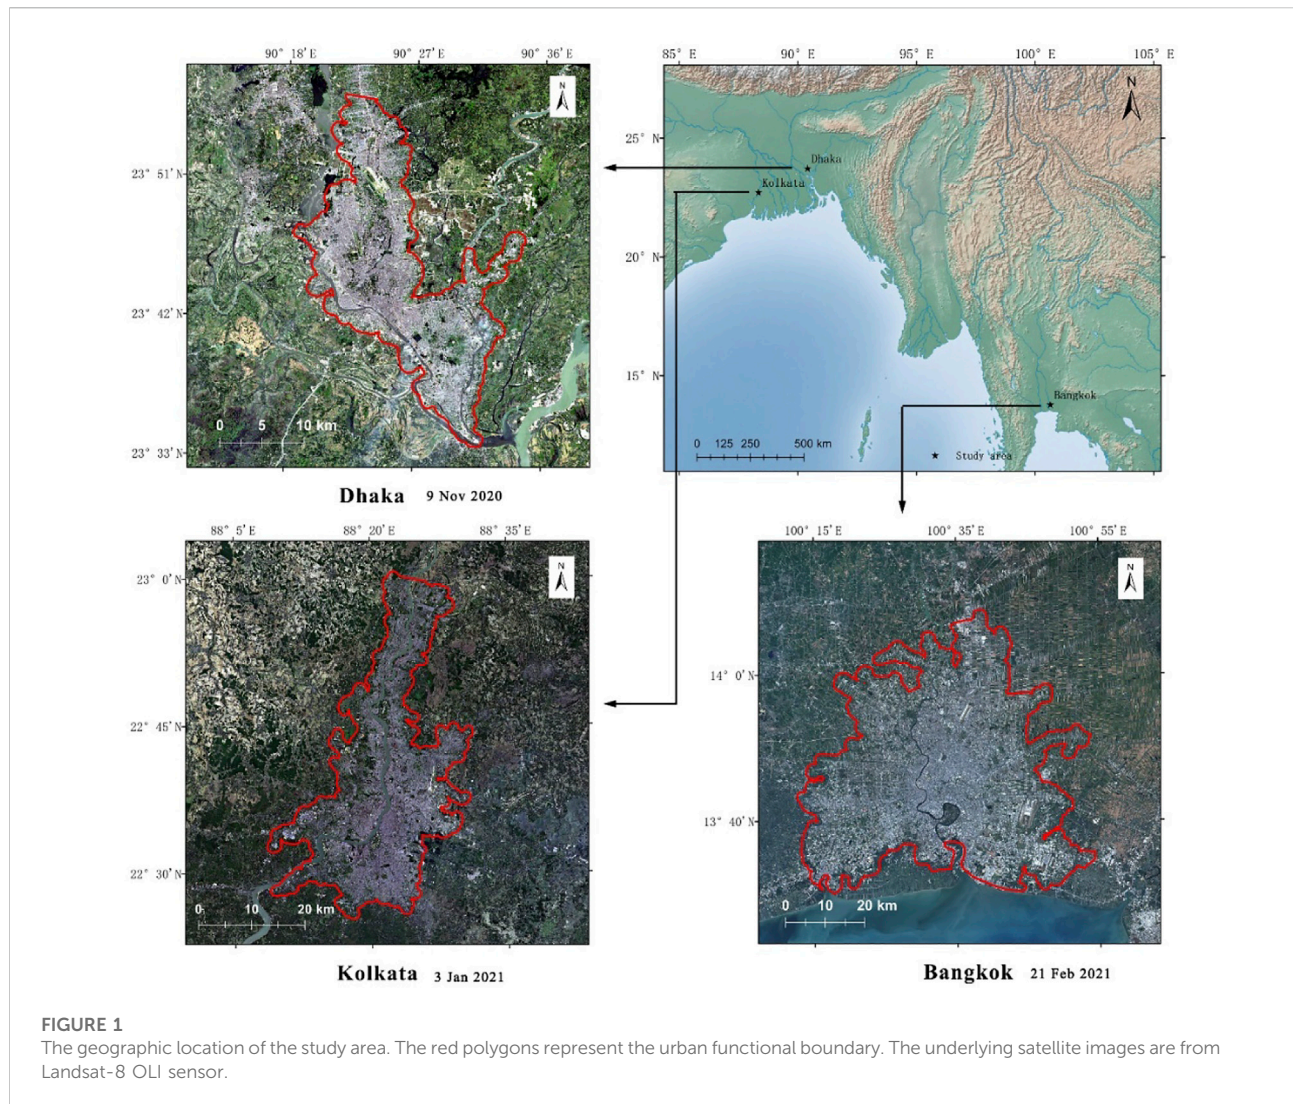 90° 18′E 90° 27′E 90° 36′E
23° 51′N
23° 42′N
23° 33′N
N
0 5 10 km
Dhaka 9 Nov 2020
85° E 90° E 95° E 100° E 105° E
25° N
20° N
15° N
N
Dhaka
Kolkata
Bangkok
0 125 250 500 km
Study area
88° 5′E 88° 20′E 88° 35′E
23° 0′N
22° 45′N
22° 30′N
N
0 10 20 km
Kolkata 3 Jan 2021
100° 15′E 100° 35′E 100° 55′E
14° 0′N
13° 40′N
N
0 10 20 km
Bangkok 21 Feb 2021
FIGURE 1
The geographic location of the study area. The red polygons represent the urban functional boundary. The underlying satellite images are from
Landsat-8 OLI sensor.